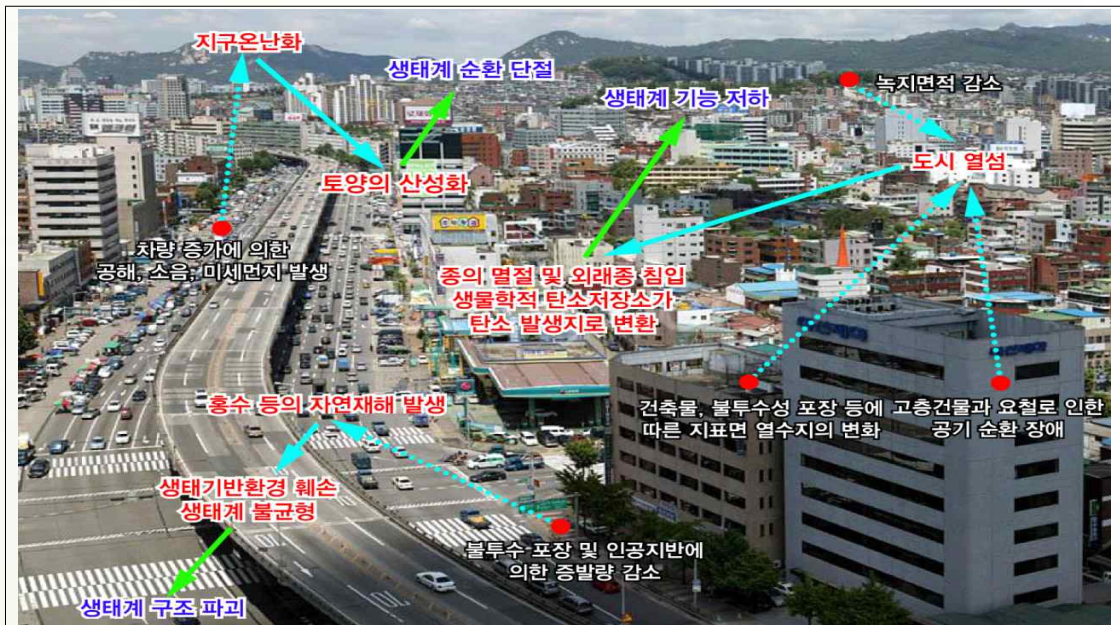 지구온난화
생태계 순환 단절
생태계 기능 저하
녹지면적 감소
도시 열섬
토양의 산성화
차량 증가에 의한
공해, 소음, 미세먼지 발생
종의 멸절 및 외래종 침입
생물학적 탄소저장소가
탄소 발생지로 변환
홍수 등의 자연재해 발생
건축물, 불투수성 포장 등에
따른 지표면 열수지의 변화
고층건물과 요철로 인한
공기 순환 장애
생태기반환경 훼손
생태계 불균형
불투수 포장 및 인공지반에
의한 증발량 감소
생태계 구조 파괴